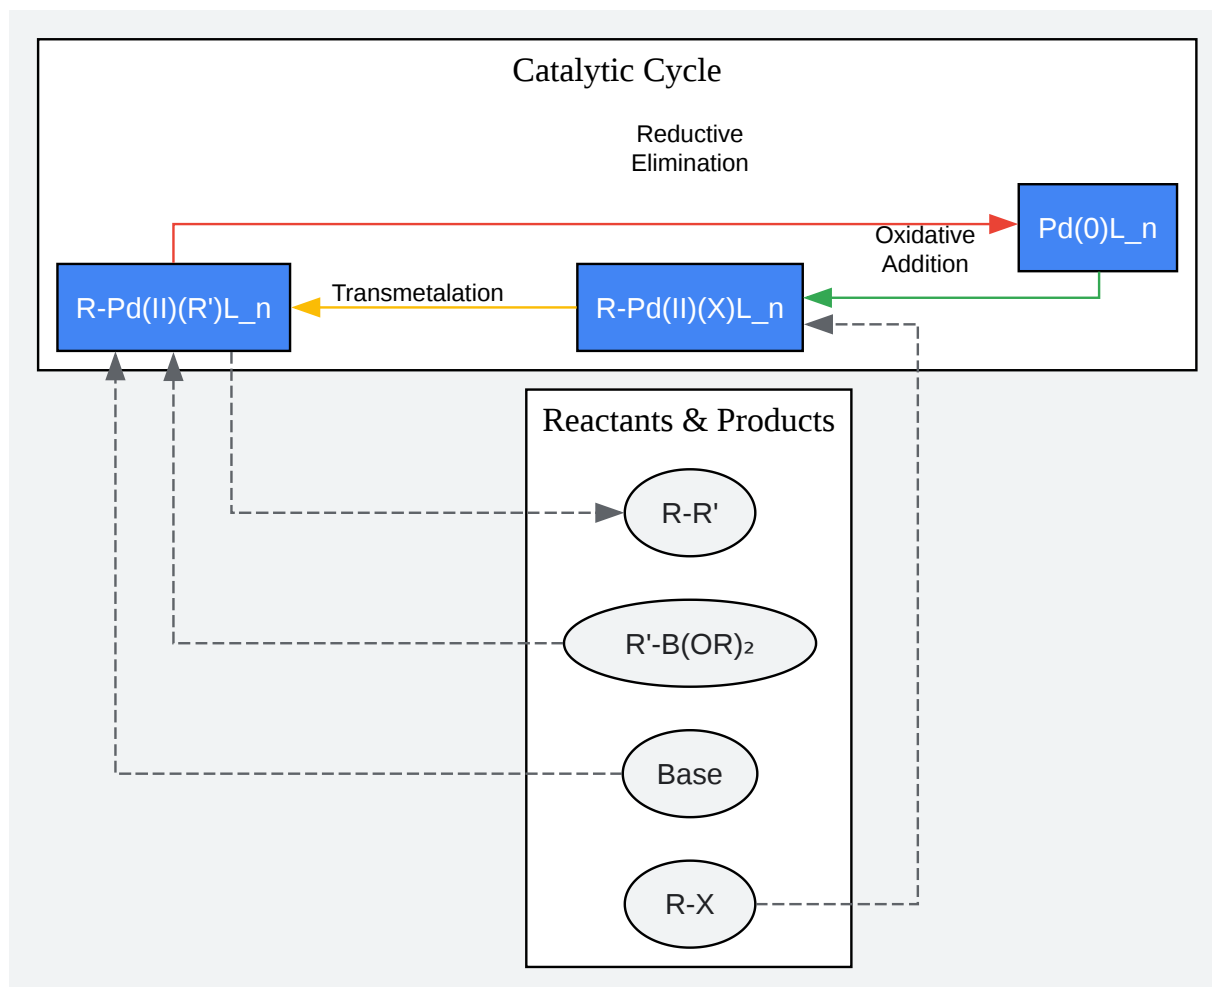 Catalytic Cycle
Reductive
Elimination
Pd(0)L_n
Oxidative
Addition
Transmetalation
R-Pd(II)(R')L_n
R-Pd(II)(X)L_n
Reactants & Products
R-R'
R'-B(OR)₂
Base
R-X